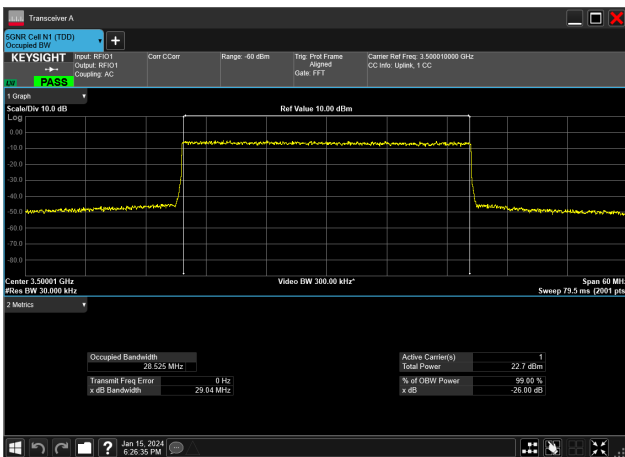 Transceiver A
5GNR Cell N1 (TDD)
Occupied BW
KEYSIGHT
Input: RFIO1
Output: RFIO1
Coupling: AC
Corr CCorr
Range: -60 dBm
Trig: Prot Frame
Aligned
Gate: FFT
Carrier Ref Freq: 3.500010000 GHz
CC Info: Uplink, 1 CC
PASS
1 Graph
Scale/Div 10.0 dB
Ref Value 10.00 dBm
Log
0.00
-10.0
-20.0
-30.0
-40.0
-50.0
-60.0
-70.0
-80.0
Center 3.50001 GHz
Video BW 300.00 kHz*
Span 60 MHz
#Res BW 30.000 kHz
Sweep 79.5 ms (2001 pts
2 Metrics
Occupied Bandwidth
28.525 MHz
Active Carrier(s) 1
Total Power 22.7 dBm
Transmit Freq Error 0 Hz
x dB Bandwidth 29.04 MHz
% of OBW Power 99.00 %
x dB -26.00 dB
Jan 15, 2024
6:26:35 PM